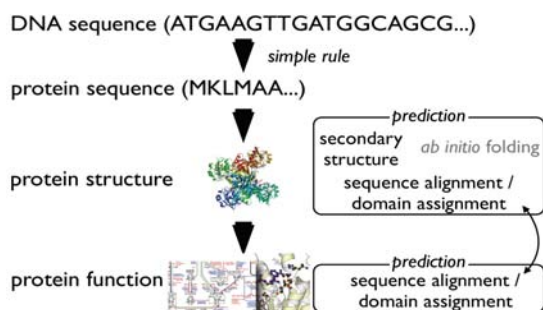 DNA sequence (ATGAAGTTGATGGCAGCG...)
simple rule
protein sequence (MKLMAA...)
prediction
secondary
structure
ab initio folding
protein structure
sequence alignment /
domain assignment
prediction
protein function
sequence alignment /
domain assignment